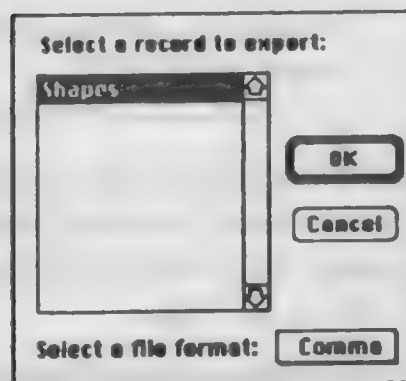 Select a record to export:
Shapes
OK
Cancel
Select a file format: Comma